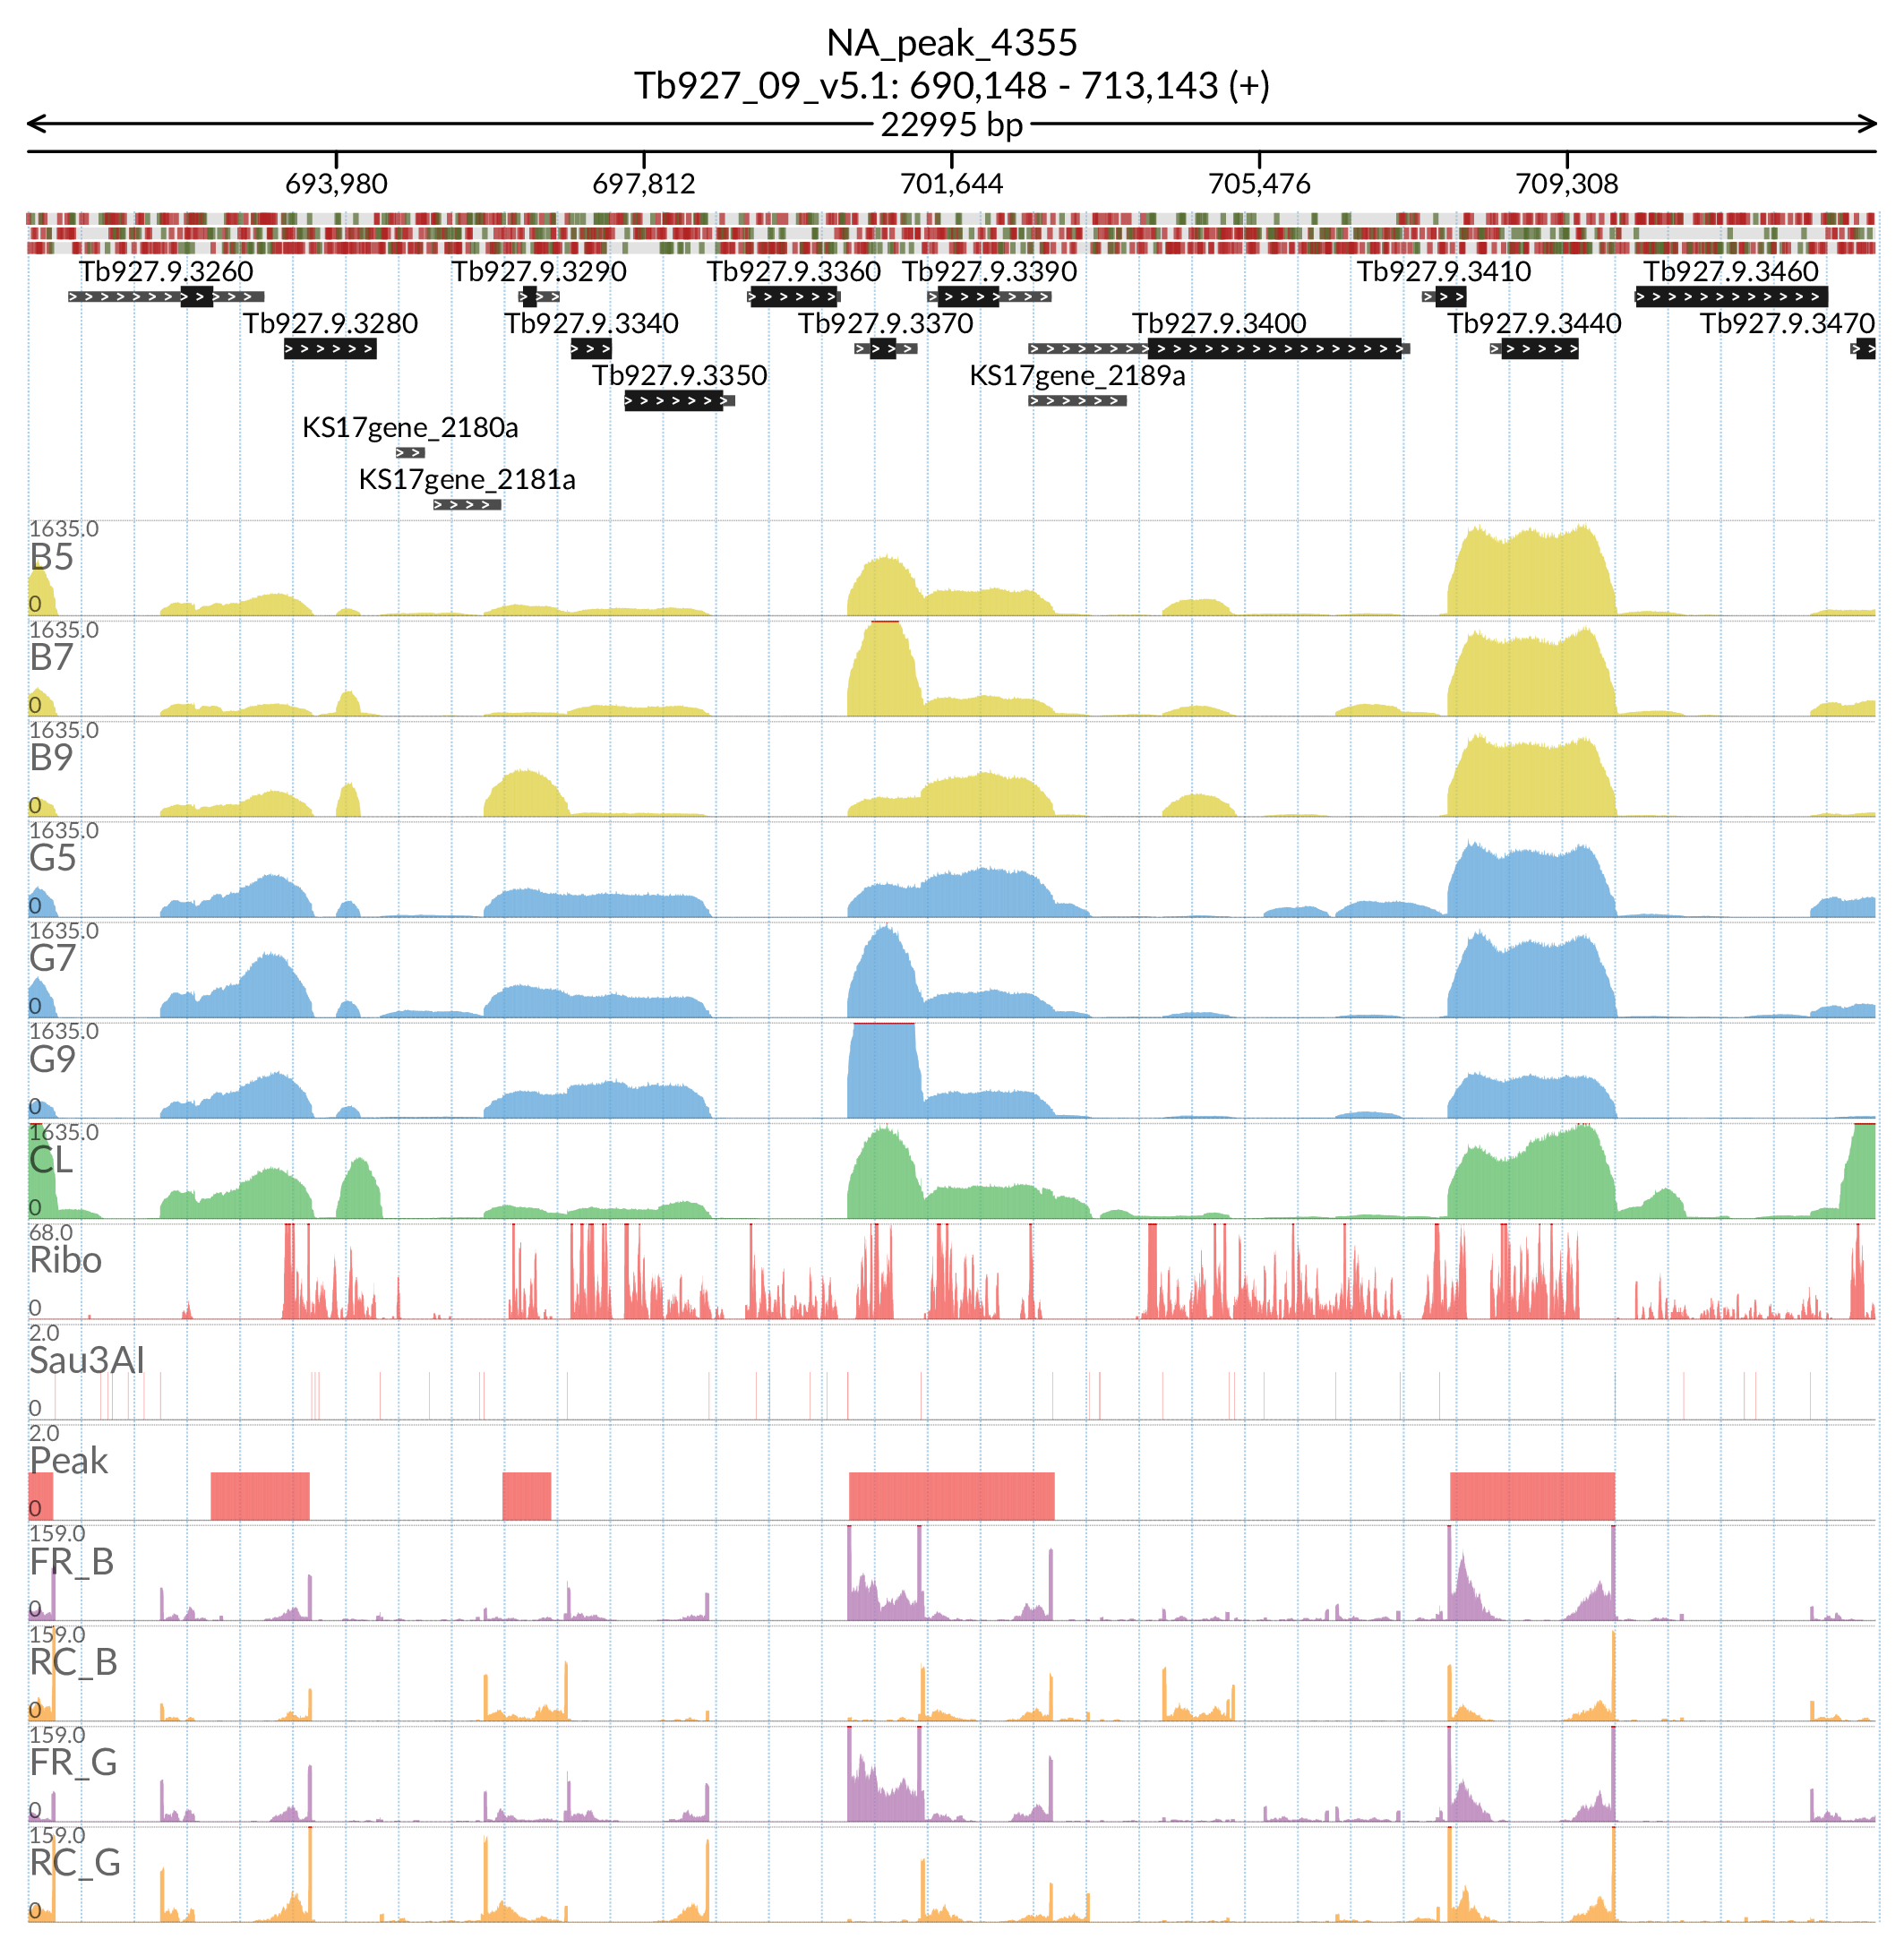 NA_peak_4355
Tb927_09_v5.1: 690,148 - 713,143 (+)
22995 bp
693,980 697,812 701,644 705,476 709,308
Tb927.9.3260 Tb927.9.3290 Tb927.9.3360 Tb927.9.3390 Tb927.9.3410 Tb927.9.3460
Tb927.9.3280 Tb927.9.3340 Tb927.9.3370 Tb927.9.3400 Tb927.9.3440 Tb927.9.3470
Tb927.9.3350 KS17gene_2189a
KS17gene_2180a
KS17gene_2181a
1635.0
B5
0
1635.0
B7
0
1635.0
B9
0
1635.0
G5
0
1635.0
G7
0
1635.0
G9
0
1635.0
CL
0
68.0
Ribo
0
2.0
Sau3AI
0
2.0
Peak
0
159.0
FR_B
0
159.0
RC_B
0
159.0
FR_G
0
159.0
RC_G
0